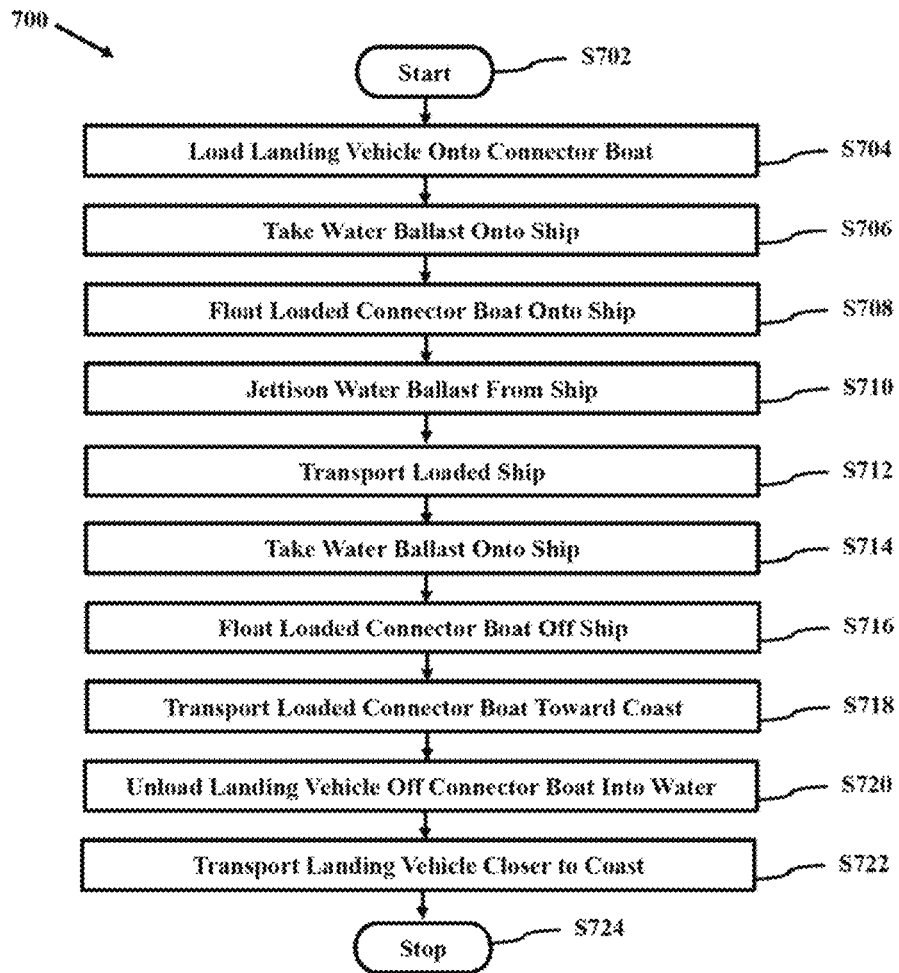 700
Start S702
Load Landing Vehicle Onto Connector Boat S704
Take Water Ballast Onto Ship S706
Float Loaded Connector Boat Onto Ship S708
Jettison Water Ballast From Ship S710
Transport Loaded Ship S712
Take Water Ballast Onto Ship S714
Float Loaded Connector Boat Off Ship S716
Transport Loaded Connector Boat Toward Coast S718
Unload Landing Vehicle Off Connector Boat Into Water S720
Transport Landing Vehicle Closer to Coast S722
Stop S724